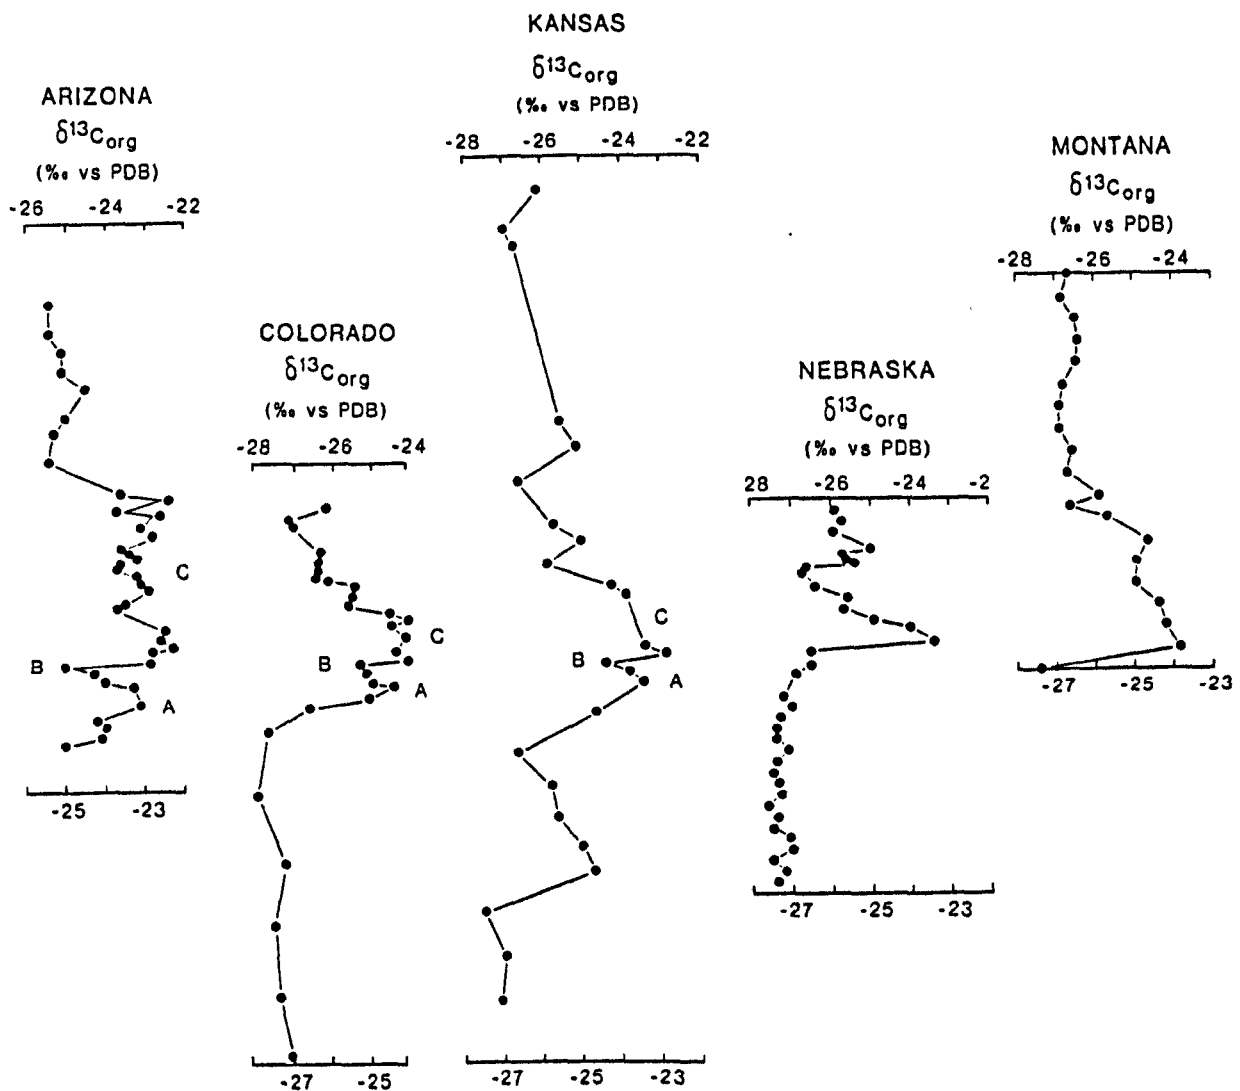 ARIZONA
δ13Corg
(‰ vs PDB)
-26 -24 -22
C
B
A
-25 -23
COLORADO
δ13Corg
(‰ vs PDB)
-28 -26 -24
C
B
A
-27 -25
KANSAS
δ13Corg
(‰ vs PDB)
-28 -26 -24 -22
C
B
A
-27 -25 -23
NEBRASKA
δ13Corg
(‰ vs PDB)
28 -26 -24 -2
-27 -25 -23
MONTANA
δ13Corg
(‰ vs PDB)
-28 -26 -24
-27 -25 -23